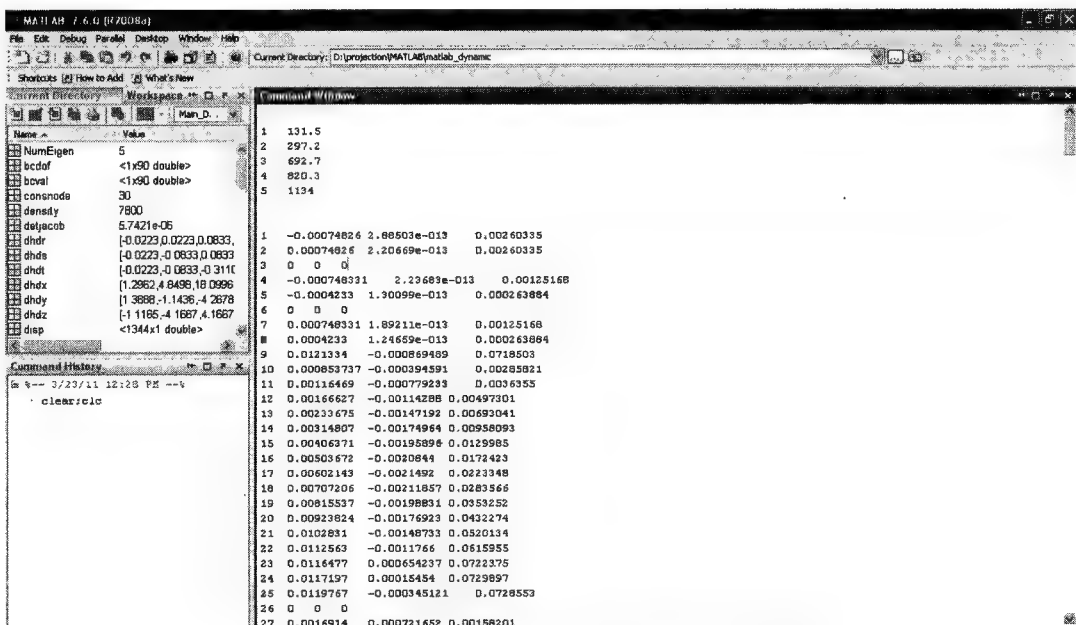 MATLAB 7.6.0 (R2008a)
File Edit Debug Parallel Desktop Window Help
Current Directory: D:\projection\MATLAB\matlab_dynamic
Shortcuts How to Add What's New
Current Directory Workspace
Main_D...
Name Value
NumEigen 5
bcdof <1x90 double>
bcval <1x90 double>
consnode 30
density 7800
detjacob 5.7421e-06
dhdr [-0.0223,0.0223,0.0833,
dhds [-0.0223,-0.0833,0.0833
dhdt [-0.0223,-0.0833,-0.3110
dhdx [1.2962,4.8498,18.0996
dhdy [1.3688,-1.1436,-4.2678
dhdz [-1.1165,-4.1667,4.1667
disp <1344x1 double>
Command History
%-- 3/23/11 12:28 PM --%
clear;clc
Command Window
1 131.5
2 297.2
3 692.7
4 820.3
5 1134
1 -0.00074826 2.88503e-013 0.00260335
2 0.00074826 2.20669e-013 0.00260335
3 0 0 0
4 -0.000748331 2.23683e-013 0.00125168
5 -0.0004233 1.30099e-013 0.000263884
6 0 0 0
7 0.000748331 1.89211e-013 0.00125168
8 0.0004233 1.24659e-013 0.000263884
9 0.0121334 -0.000869489 0.0718503
10 0.000853737 -0.000394591 0.00285821
11 0.00116469 -0.000779233 0.0036355
12 0.00166627 -0.00114288 0.00497301
13 0.00233675 -0.00147192 0.00693041
14 0.00314807 -0.00174964 0.00958093
15 0.00406371 -0.00195896 0.0129985
16 0.00503672 -0.0020844 0.0172423
17 0.00602143 -0.0021492 0.0223348
18 0.00707206 -0.00211857 0.0283566
19 0.00815537 -0.00198831 0.0353252
20 0.00923824 -0.00176923 0.0432274
21 0.0102831 -0.00148733 0.0520134
22 0.0112563 -0.0011766 0.0615955
23 0.0116477 0.000654237 0.0722375
24 0.0117197 0.00015454 0.0729897
25 0.0119767 -0.000345121 0.0728553
26 0 0 0
27 0.0016914 0.000721652 0.00158201